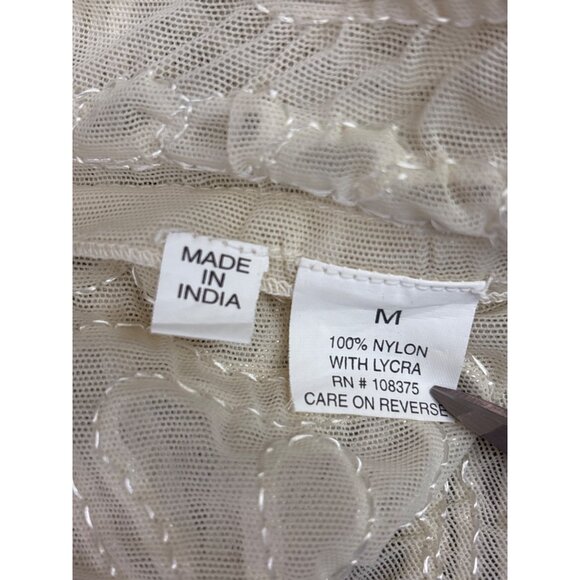 MADE
IN
INDIA
M
100% NYLON
WITH LYCRA
RN # 108375
CARE ON REVERSE